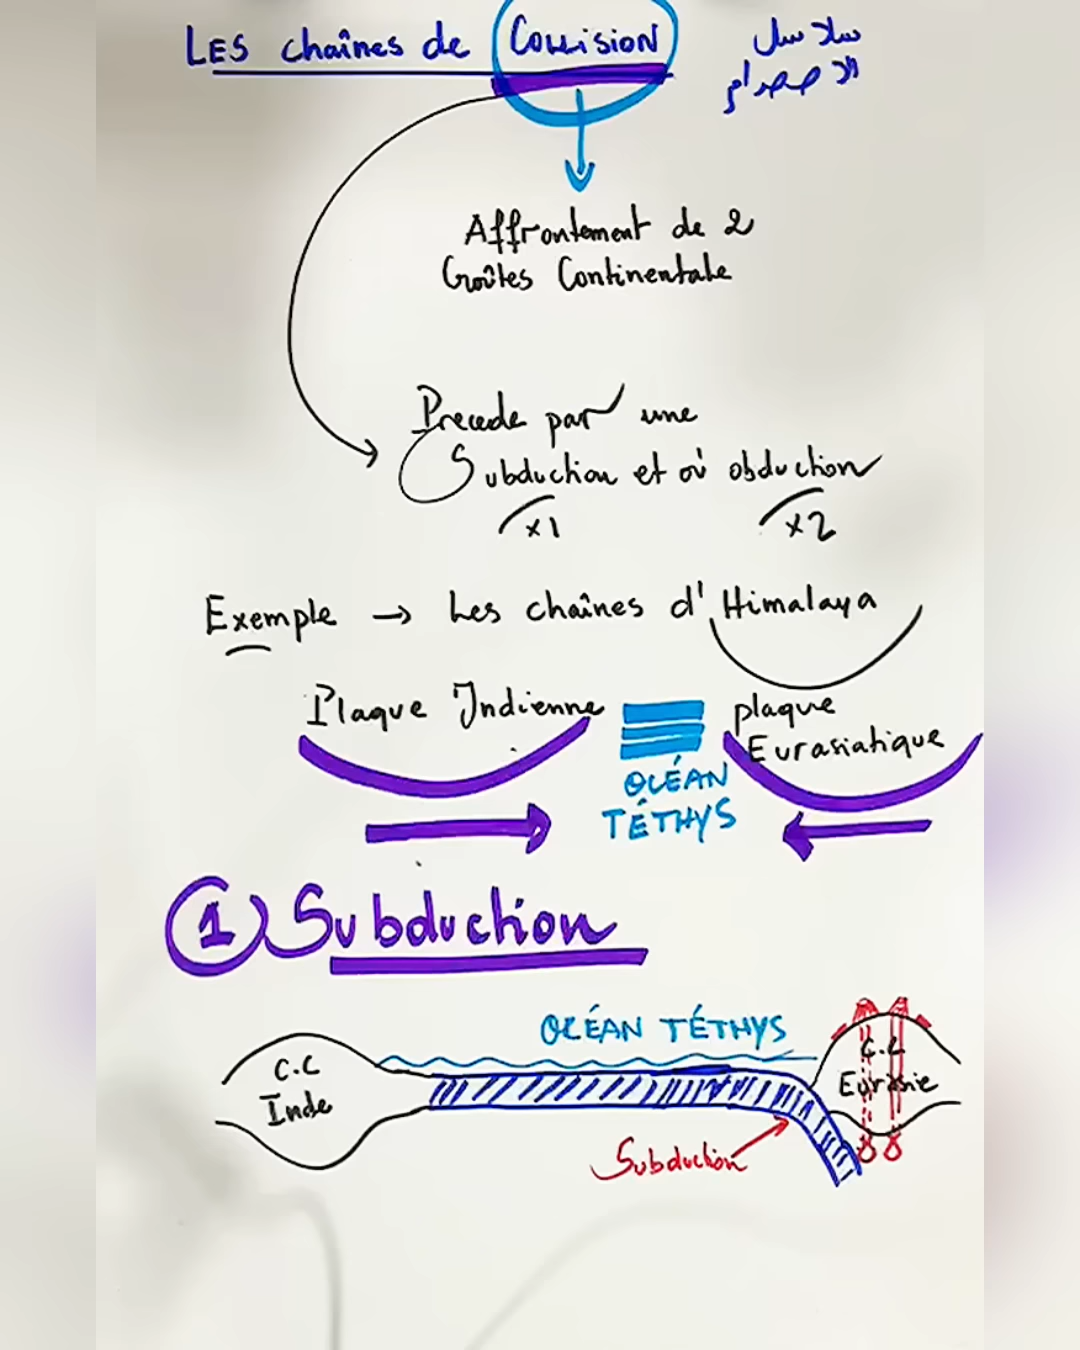 LES chaînes de Collision
سلاسل
الاصصدام
Affrontement de 2
Croûtes Continentale
Precede par une
Subduction et où obduction
x1 x2
Exemple → Les chaînes d'Himalaya
Plaque Indienne
plaque
Eurasiatique
OCÉAN
TÉTHYS
1 Subduction
OCÉAN TÉTHYS
C.C
Inde
C.C
Eurasie
Subduction